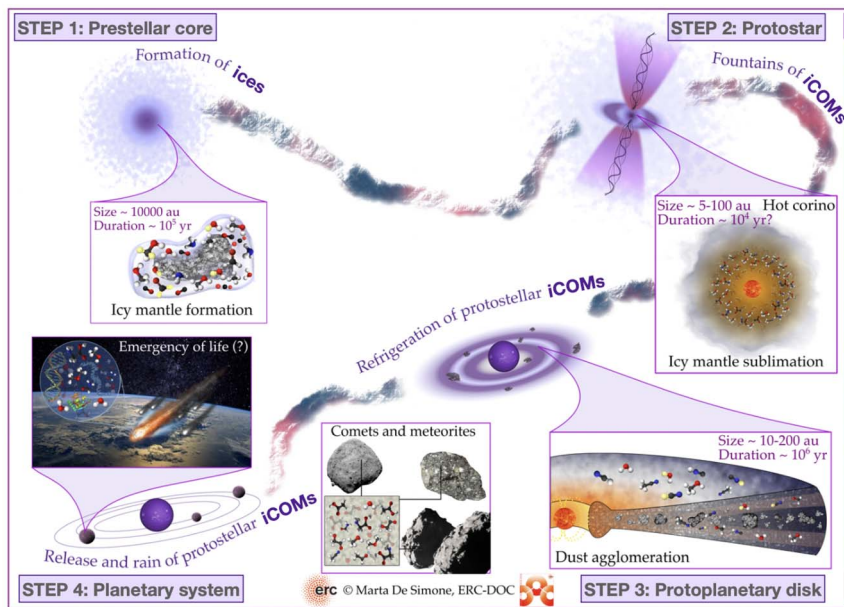 STEP 1: Prestellar core
Formation of ices
Size ~ 10000 au
Duration ~ 10⁵ yr
Icy mantle formation
STEP 2: Protostar
Fountains of iCOMs
Size ~ 5-100 au
Hot corino
Duration ~ 10⁴ yr?
Icy mantle sublimation
Refrigeration of protostellar iCOMs
Size ~ 10-200 au
Duration ~ 10⁶ yr
Dust agglomeration
STEP 3: Protoplanetary disk
Emergency of life (?)
Comets and meteorites
Release and rain of protostellar iCOMs
STEP 4: Planetary system
erc © Marta De Simone, ERC-DOC